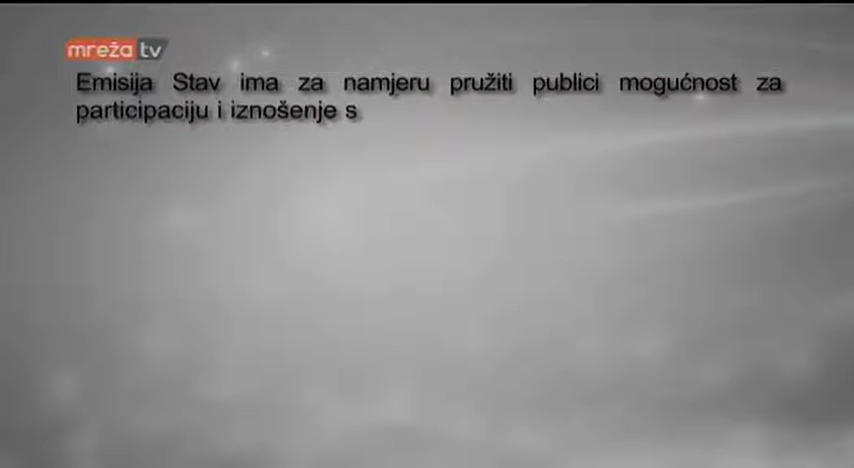 mreža tv
Emisija Stav ima za namjeru pružiti publici mogućnost za
participaciju i iznošenje s